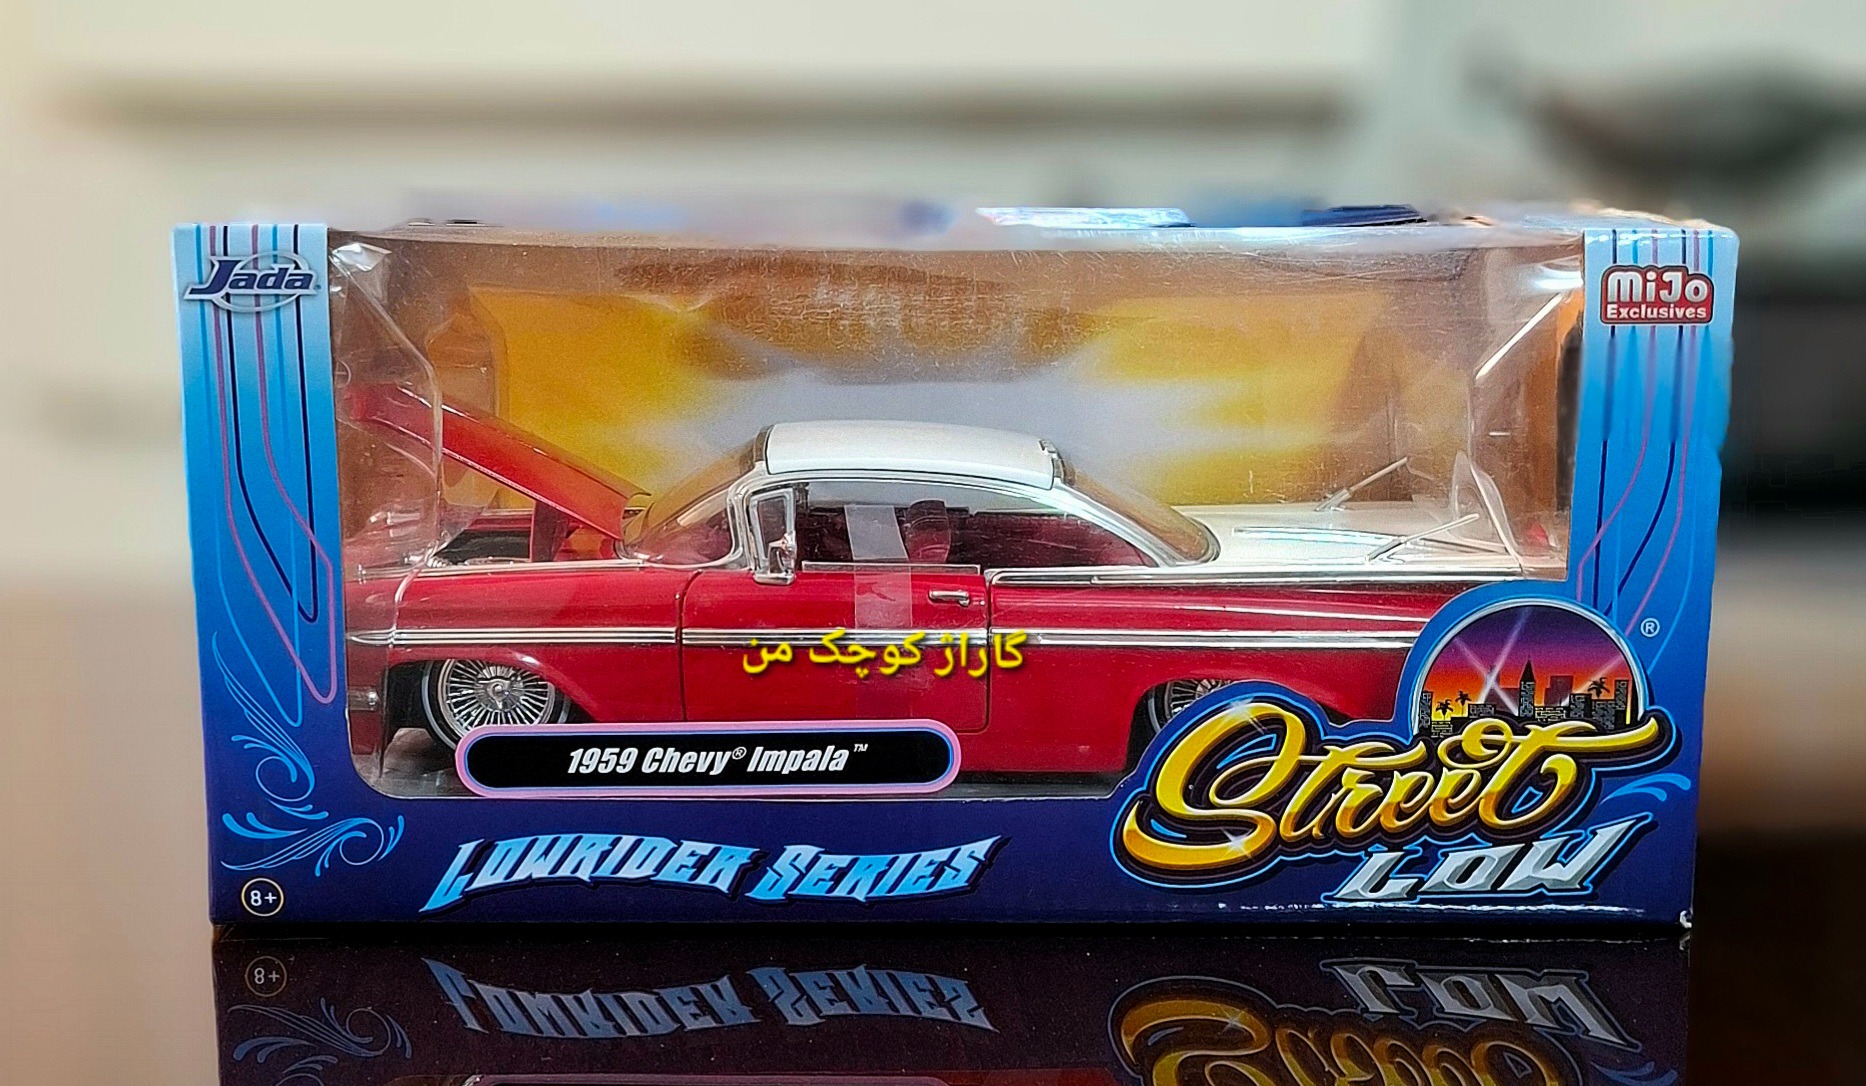 Jada
MiJo
Exclusives
®
گاراژ کوچک من
1959 Chevy® Impala™
Street
LOW
LOWRIDER SERIES
8+